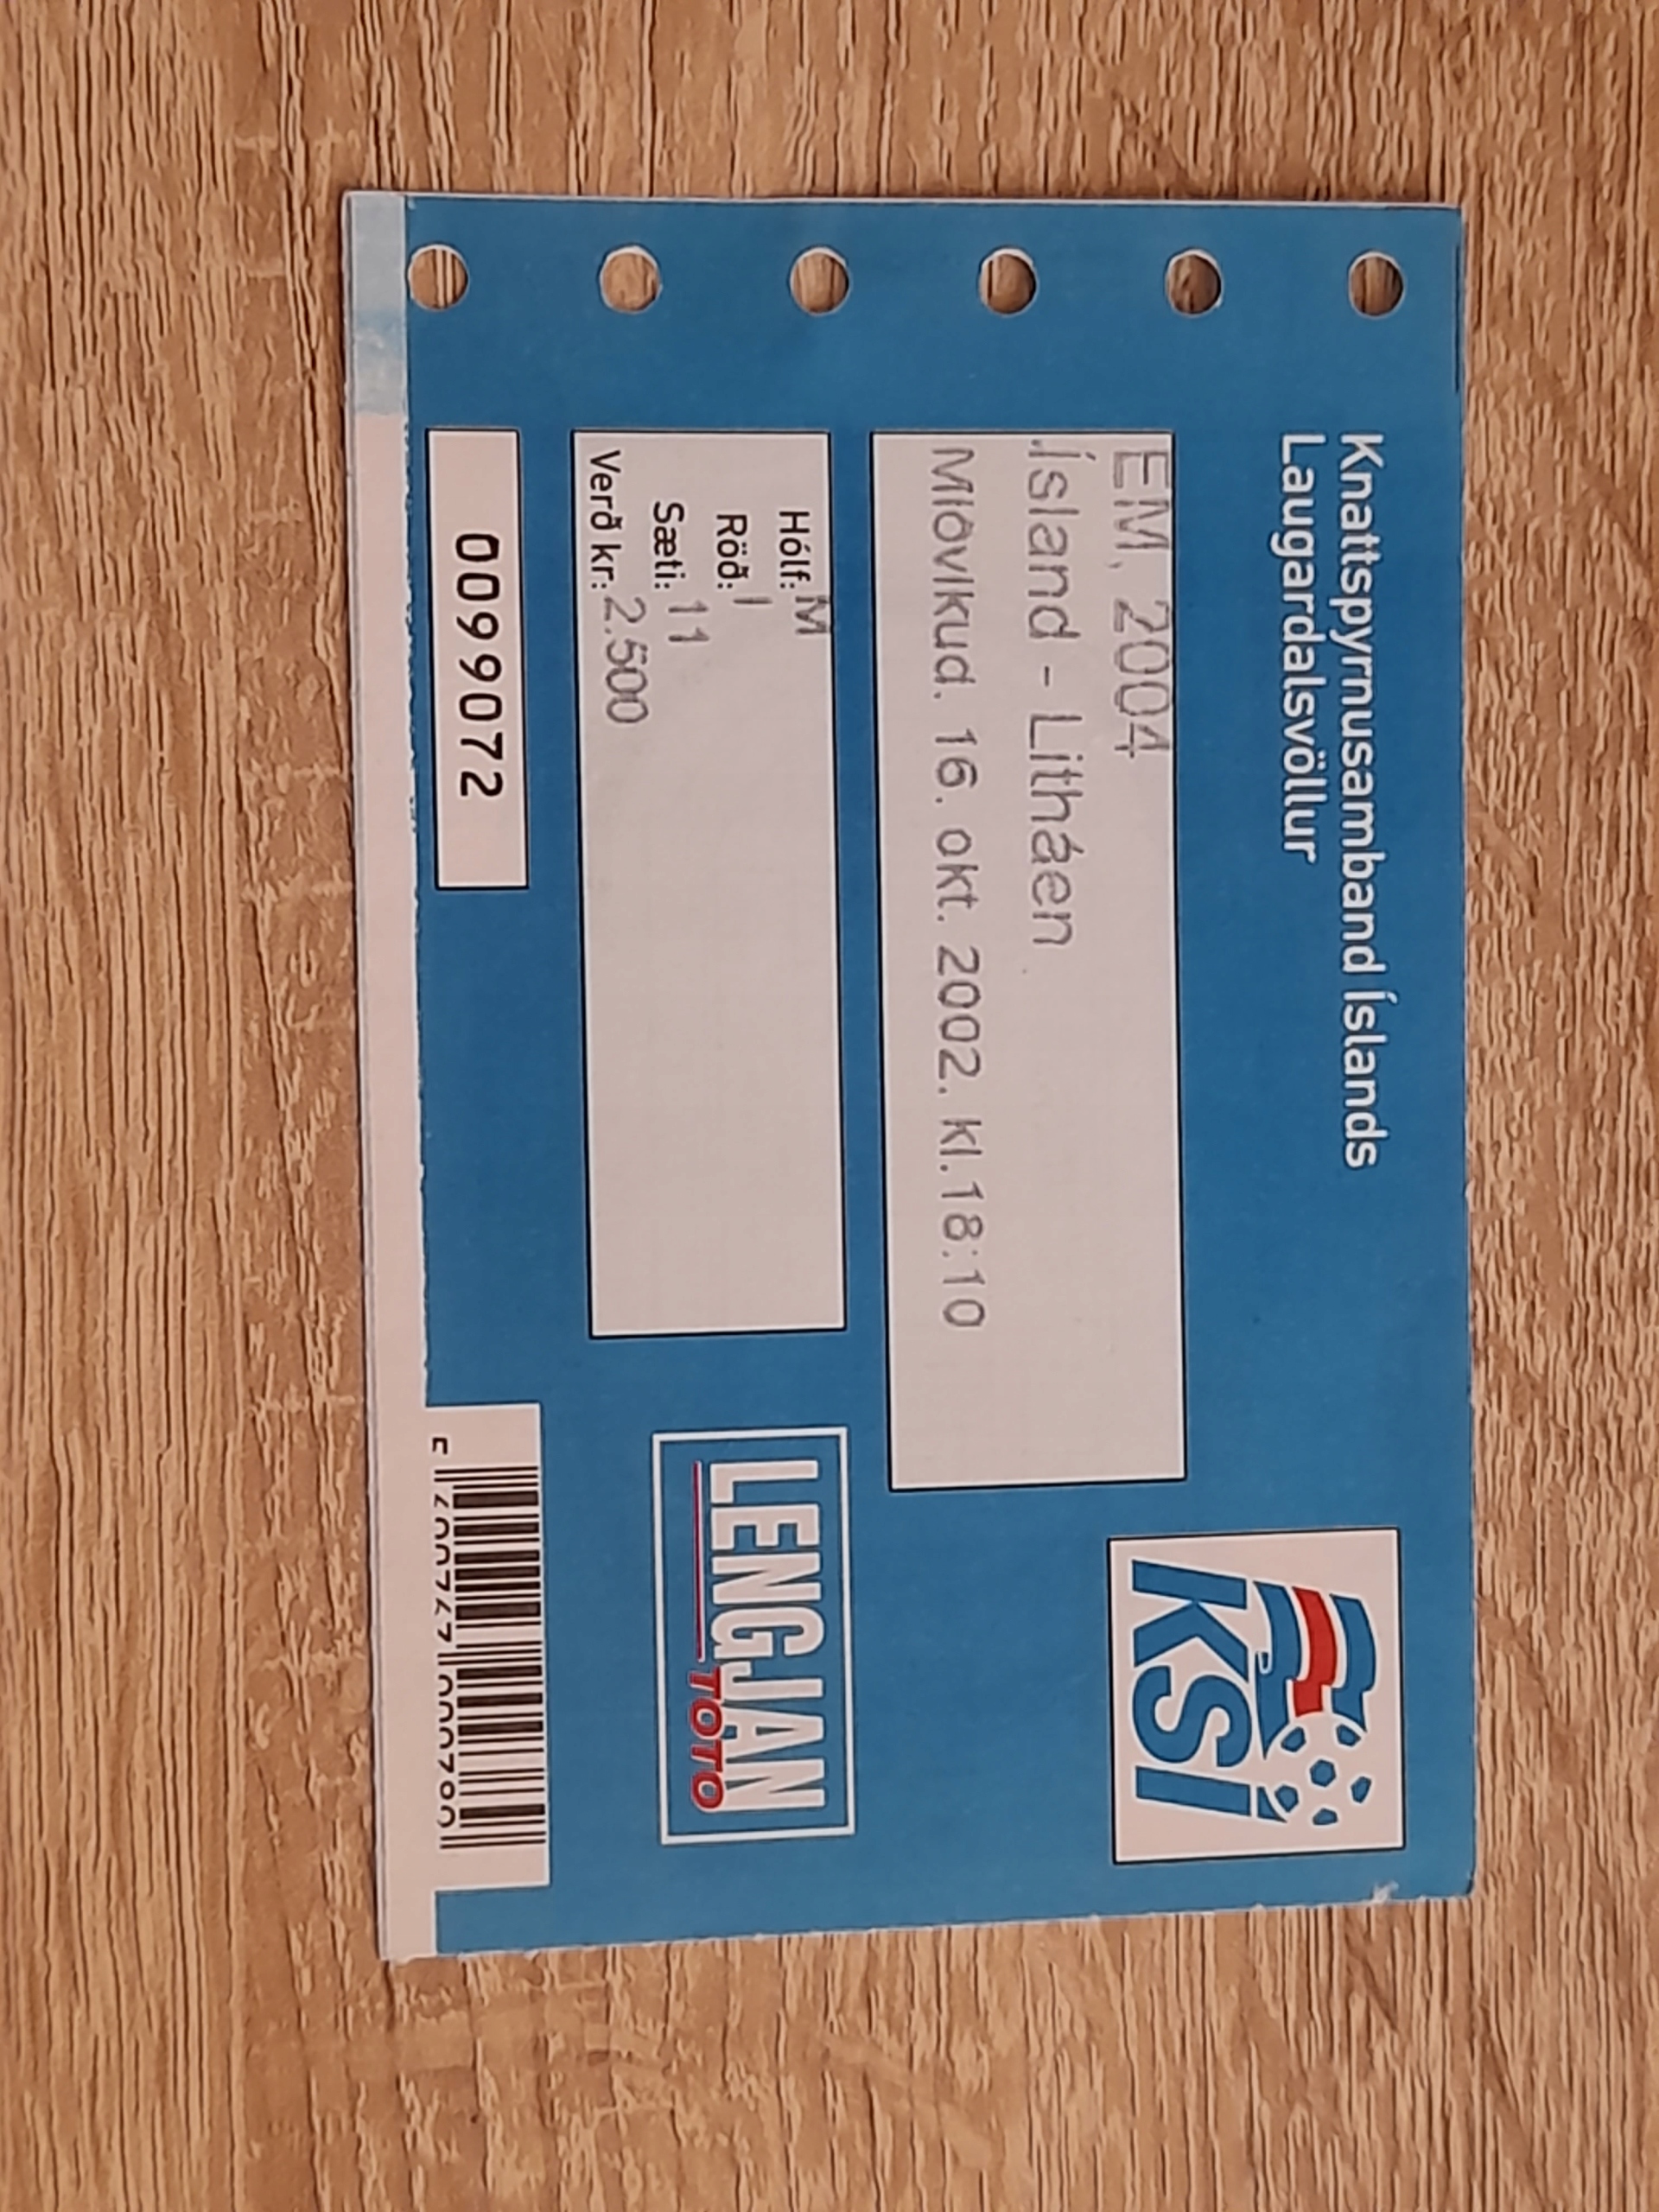 Knattspyrnusamband Íslands
Laugardalsvöllur
KSÍ
EM, 2004
Ísland - Litháen
Miðvikud. 16. okt. 2002. kl.18:10
Hólf: M
Röð: I
Sæti: 11
Verð kr: 2.500
LENGJAN
TOTO
0099072